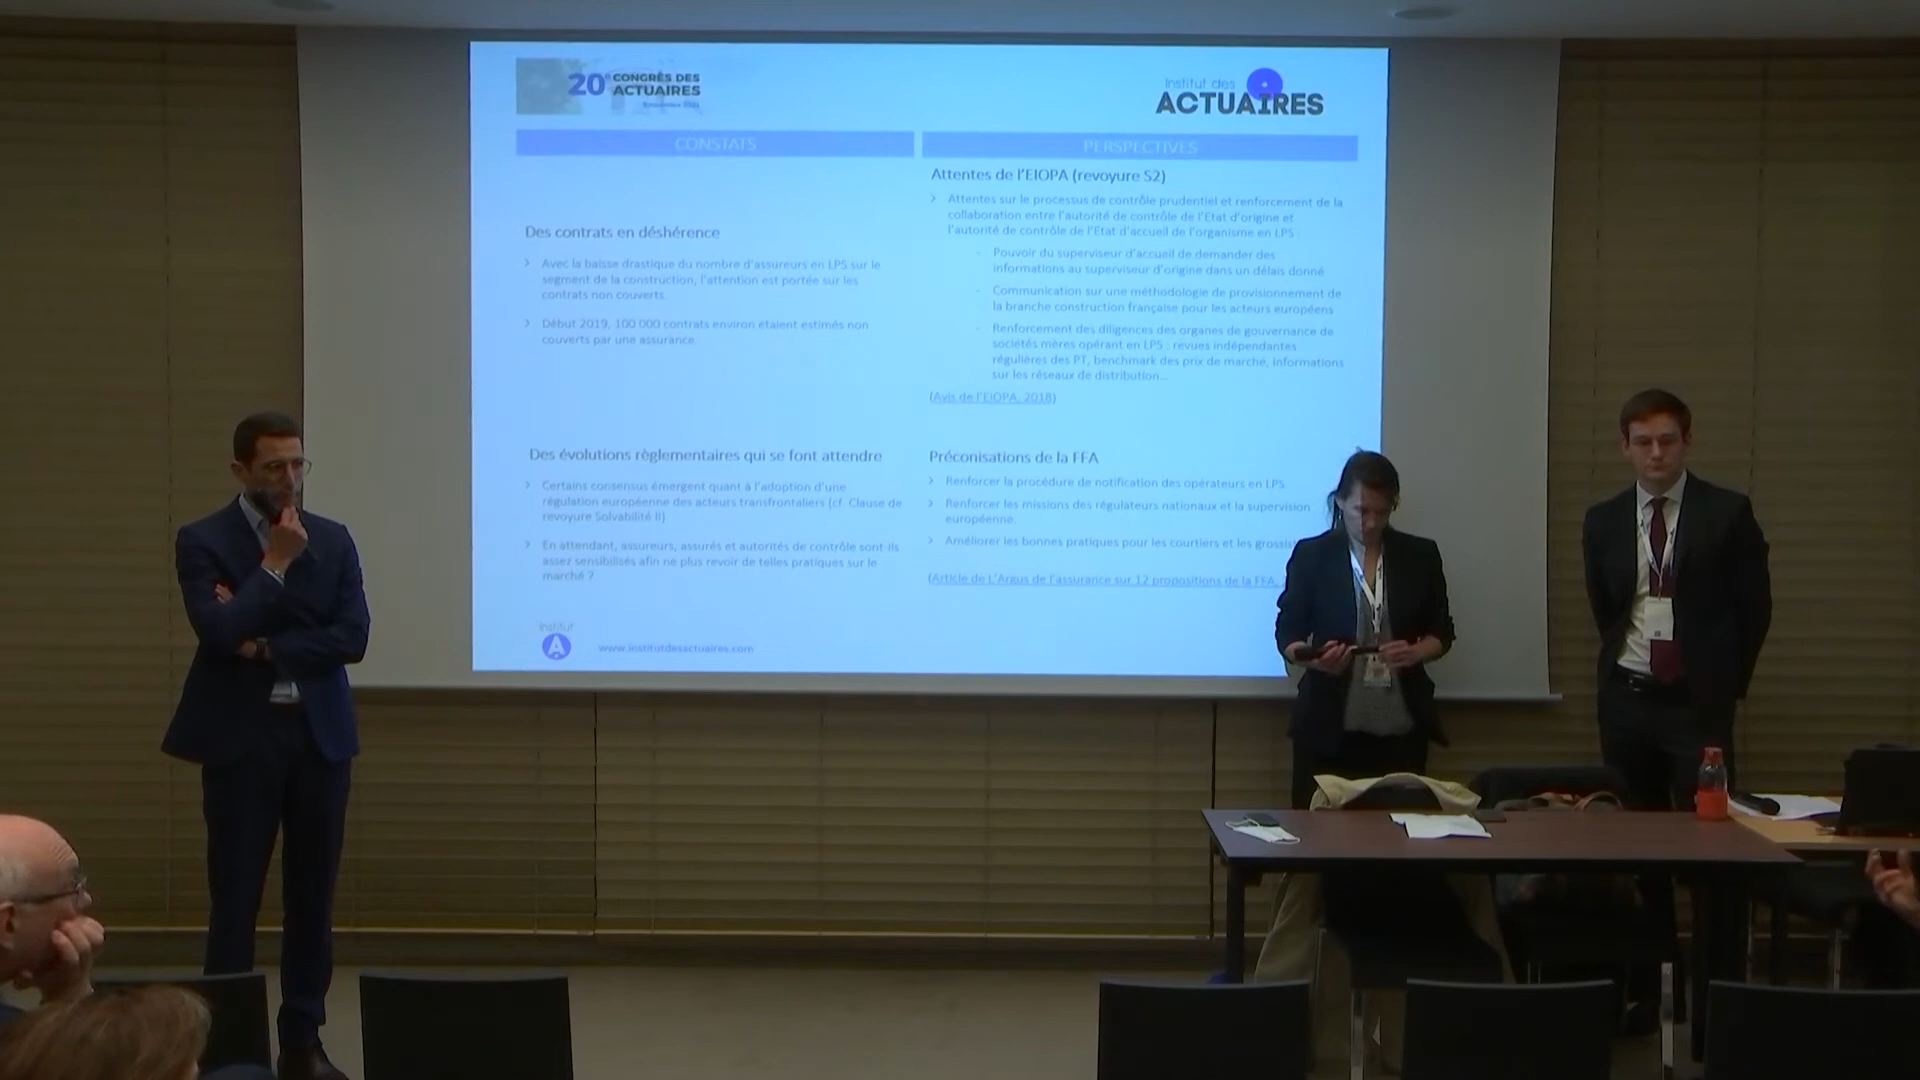 20e CONGRÈS DES
ACTUAIRES
Institut des
ACTUAIRES
CONSTATS
Des contrats en déshérence
> Avec la baisse drastique du nombre d'assureurs en LPS sur le
segment de la construction, l'attention est portée sur les
contrats non couverts.
> Début 2019, 100 000 contrats environ étaient estimés non
couverts par une assurance.
Des évolutions règlementaires qui se font attendre
> Certains consensus émergent quant à l'adoption d'une
régulation européenne des acteurs transfrontaliers (cf. Clause de
revoyure Solvabilité II)
> En attendant, assureurs, assurés et autorités de contrôle sont-ils
assez sensibilisés afin ne plus revoir de telles pratiques sur le
marché ?
PERSPECTIVES
Attentes de l'EIOPA (revoyure S2)
> Attentes sur le processus de contrôle prudentiel et renforcement de la
collaboration entre l'autorité de contrôle de l'Etat d'origine et
l'autorité de contrôle de l'Etat d'accueil de l'organisme en LPS
- Pouvoir du superviseur d'accueil de demander des
informations au superviseur d'origine dans un délais donné
- Communication sur une méthodologie de provisionnement de
la branche construction française pour les acteurs européens
- Renforcement des diligences des organes de gouvernance de
sociétés mères opérant en LPS : revues indépendantes
régulières des PT, benchmark des prix de marché, informations
sur les réseaux de distribution...
(Avis de l'EIOPA, 2018)
Préconisations de la FFA
> Renforcer la procédure de notification des opérateurs en LPS
> Renforcer les missions des régulateurs nationaux et la supervision
européenne.
> Améliorer les bonnes pratiques pour les courtiers et les
(Article de L'Argus de l'assurance sur 12 propositions de la FFA,
Institut
A
www.institutdesactuaires.com